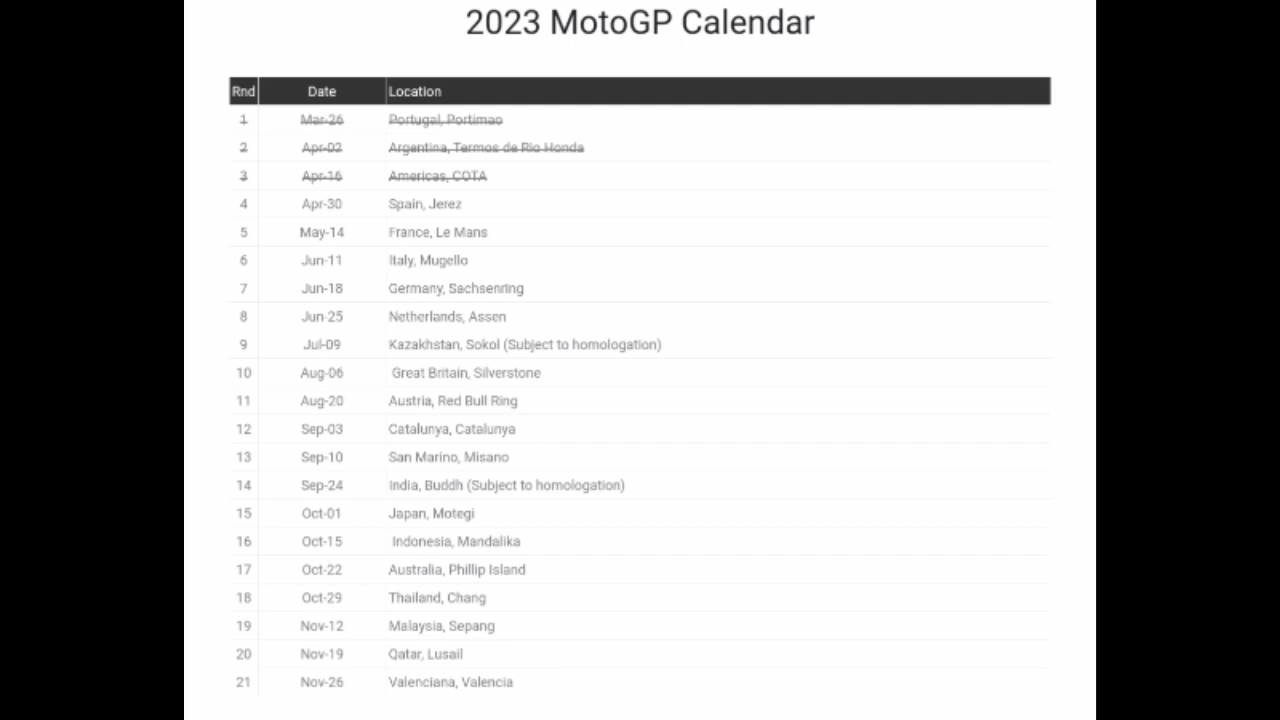 2023 MotoGP Calendar
Rnd Date Location
1 Mar-26 Portugal, Portimao
2 Apr-02 Argentina, Termos de Rio Honda
3 Apr-16 Americas, COTA
4 Apr-30 Spain, Jerez
5 May-14 France, Le Mans
6 Jun-11 Italy, Mugello
7 Jun-18 Germany, Sachsenring
8 Jun-25 Netherlands, Assen
9 Jul-09 Kazakhstan, Sokol (Subject to homologation)
10 Aug-06 Great Britain, Silverstone
11 Aug-20 Austria, Red Bull Ring
12 Sep-03 Catalunya, Catalunya
13 Sep-10 San Marino, Misano
14 Sep-24 India, Buddh (Subject to homologation)
15 Oct-01 Japan, Motegi
16 Oct-15 Indonesia, Mandalika
17 Oct-22 Australia, Phillip Island
18 Oct-29 Thailand, Chang
19 Nov-12 Malaysia, Sepang
20 Nov-19 Qatar, Lusail
21 Nov-26 Valenciana, Valencia